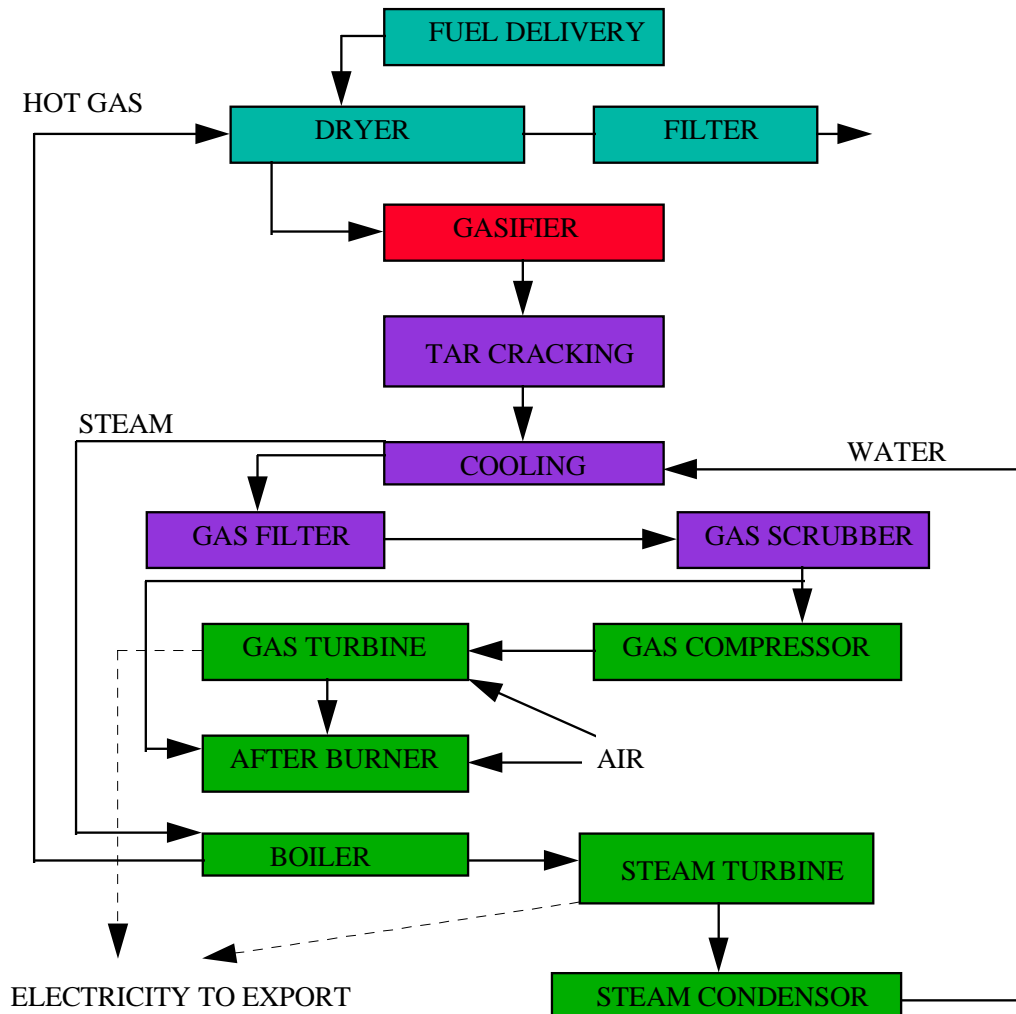 FUEL DELIVERY
HOT GAS
DRYER
FILTER
GASIFIER
TAR CRACKING
STEAM
COOLING
WATER
GAS FILTER
GAS SCRUBBER
GAS TURBINE
GAS COMPRESSOR
AFTER BURNER
AIR
BOILER
STEAM TURBINE
ELECTRICITY TO EXPORT
STEAM CONDENSOR